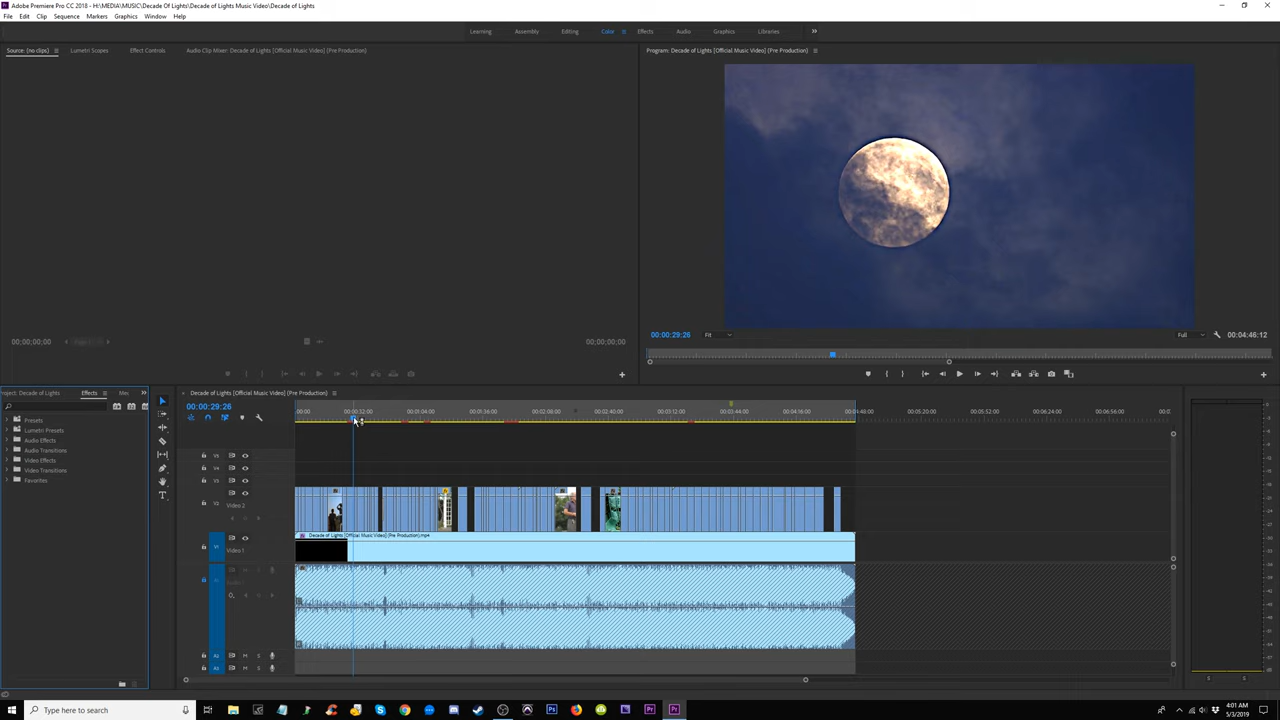 Adobe Premiere Pro CC 2018 - H:\MEDIA\MUSIC\Decade Of Lights\Decade of Lights Music Video\Decade of Lights
File Edit Clip Sequence Markers Graphics Window Help
Learning Assembly Editing Color Effects Audio Graphics Libraries
Source: (no clips) Lumetri Scopes Effect Controls Audio Clip Mixer: Decade of Lights [Official Music Video] (Pre Production)
Program: Decade of Lights [Official Music Video] (Pre Production)
00;00;00;00
00;00;00;00
00:00:29:26 Fit Full 00:04:46:12
Project: Decade of Lights Effects
Decade of Lights [Official Music Video] (Pre Production)
00:00:29:26
:00:00 00:00:32:00 00:01:04:00 00:01:36:00 00:02:08:00 00:02:40:00 00:03:12:00 00:03:44:00 00:04:16:00 00:04:48:00 00:05:20:00 00:05:52:00 00:06:24:00 00:06:56:00
Presets
Lumetri Presets
Audio Effects
Audio Transitions
Video Effects
Video Transitions
Favorites
V5
V4
V3
V2 Video 2
V1 Video 1
Decade of Lights [Official Music Video] (Pre Production).mp4
A2 M S
A3 M S
S S
Type here to search
4:01 AM
5/3/2019